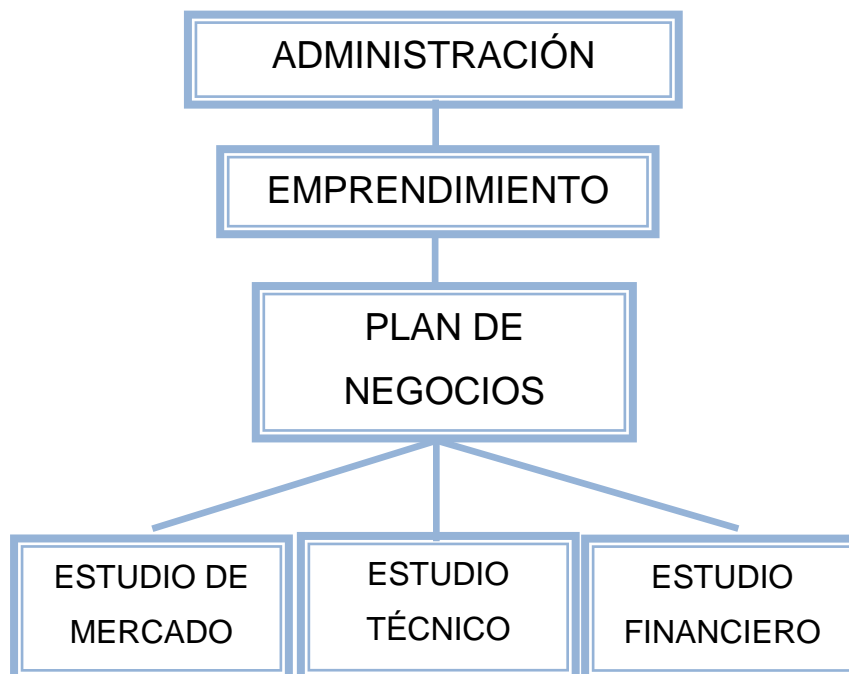 ADMINISTRACIÓN
EMPRENDIMIENTO
PLAN DE
NEGOCIOS
ESTUDIO DE
MERCADO
ESTUDIO
TÉCNICO
ESTUDIO
FINANCIERO